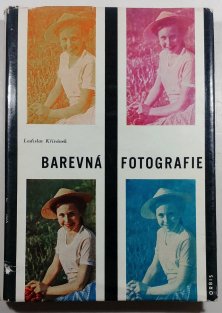 Ladislav Křivánek
BAREVNÁ FOTOGRAFIE
ORBIS